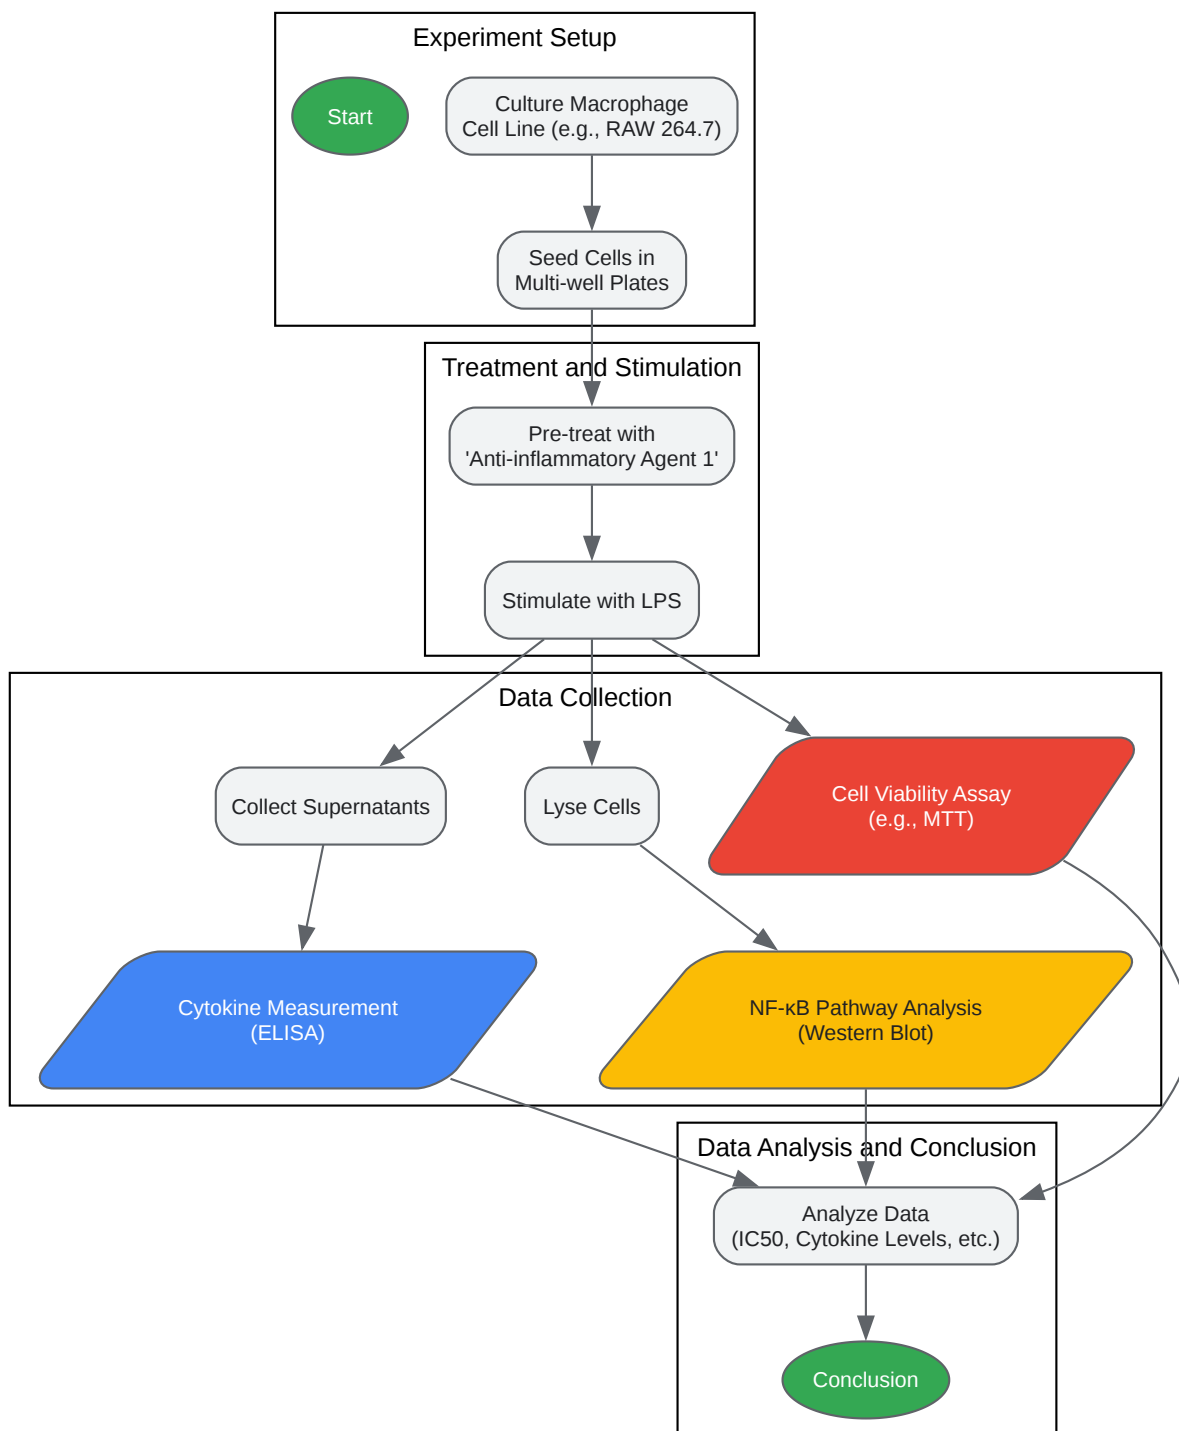 Experiment Setup
Start
Culture Macrophage
Cell Line (e.g., RAW 264.7)
Seed Cells in
Multi-well Plates
Treatment and Stimulation
Pre-treat with
'Anti-inflammatory Agent 1'
Stimulate with LPS
Data Collection
Collect Supernatants
Lyse Cells
Cell Viability Assay
(e.g., MTT)
Cytokine Measurement
(ELISA)
NF-κB Pathway Analysis
(Western Blot)
Data Analysis and Conclusion
Analyze Data
(IC50, Cytokine Levels, etc.)
Conclusion